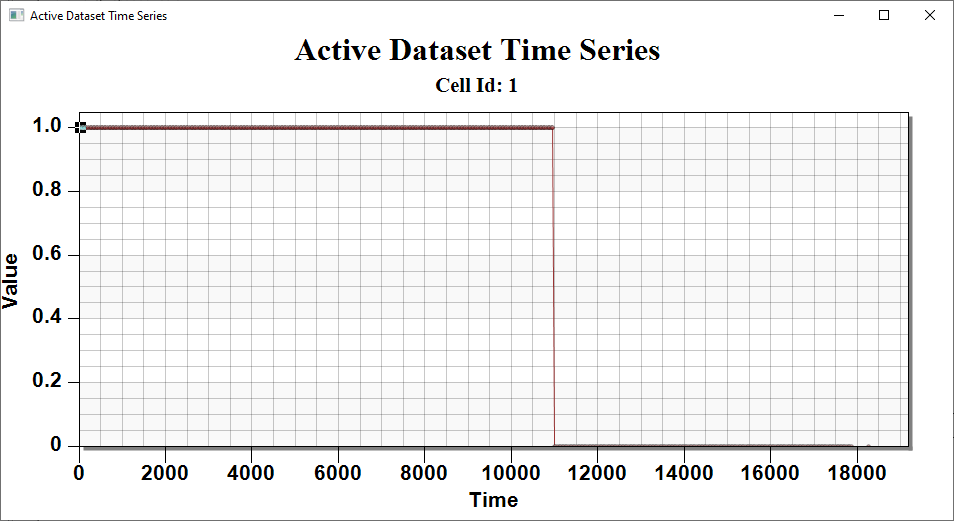 Active Dataset Time Series
Active Dataset Time Series
Cell Id: 1
1.0
0.8
0.6
0.4
0.2
0
Value
0 2000 4000 6000 8000 10000 12000 14000 16000 18000
Time